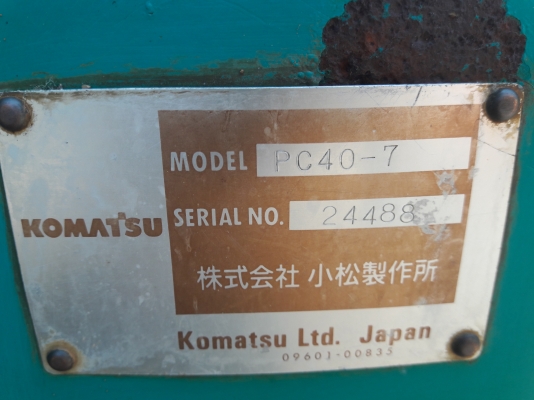 MODEL PC40-7
KOMATSU
SERIAL NO. 24488
株式会社 小松製作所
Komatsu Ltd. Japan
09601-00835